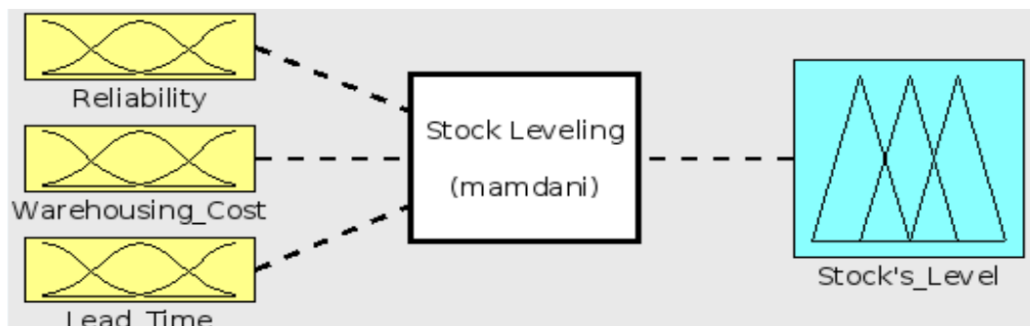 Reliability
Warehousing_Cost
Lead_Time
Stock Leveling
(mamdani)
Stock's_Level